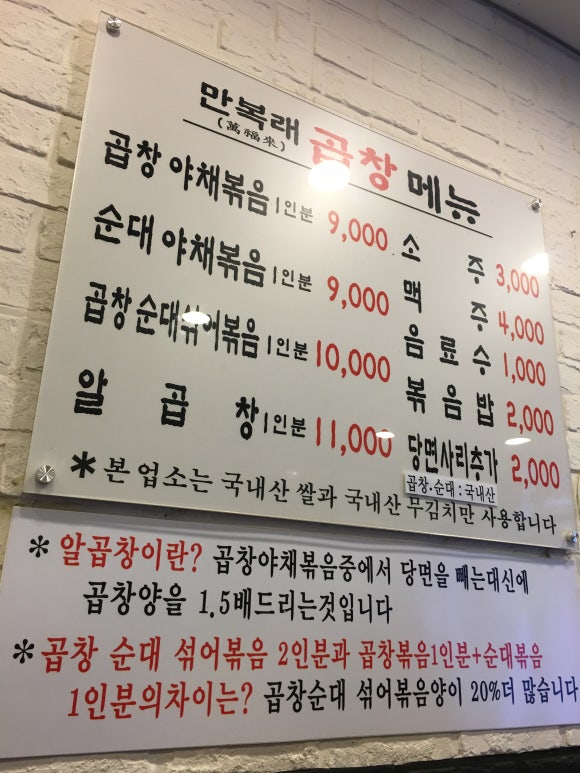 만복래 곱창 메뉴
(萬福來)
곱창 야채볶음 1인분 9,000
순대 야채볶음 1인분 9,000
곱창순대섞어볶음 1인분 10,000
알 곱 창 1인분 11,000
소 주 3,000
맥 주 4,000
음 료 수 1,000
볶 음 밥 2,000
당면사리추가 2,000
곱창.순대 : 국내산
* 본 업소는 국내산 쌀과 국내산 무김치만 사용합니다
* 알곱창이란? 곱창야채볶음중에서 당면을 빼는대신에
곱창양을 1.5배드리는것입니다
* 곱창 순대 섞어볶음 2인분과 곱창볶음1인분+순대볶음
1인분의차이는? 곱창순대 섞어볶음양이 20%더 많습니다